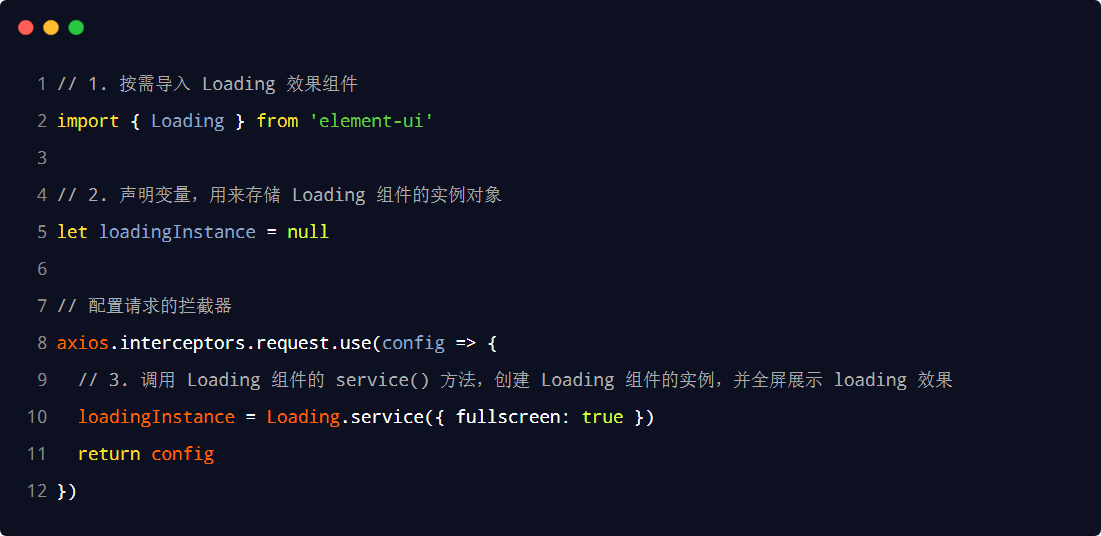 1 // 1. 按需导入 Loading 效果组件
2 import { Loading } from 'element-ui'
3
4 // 2. 声明变量，用来存储 Loading 组件的实例对象
5 let loadingInstance = null
6
7 // 配置请求的拦截器
8 axios.interceptors.request.use(config => {
9   // 3. 调用 Loading 组件的 service() 方法，创建 Loading 组件的实例，并全屏展示 loading 效果
10   loadingInstance = Loading.service({ fullscreen: true })
11   return config
12 })